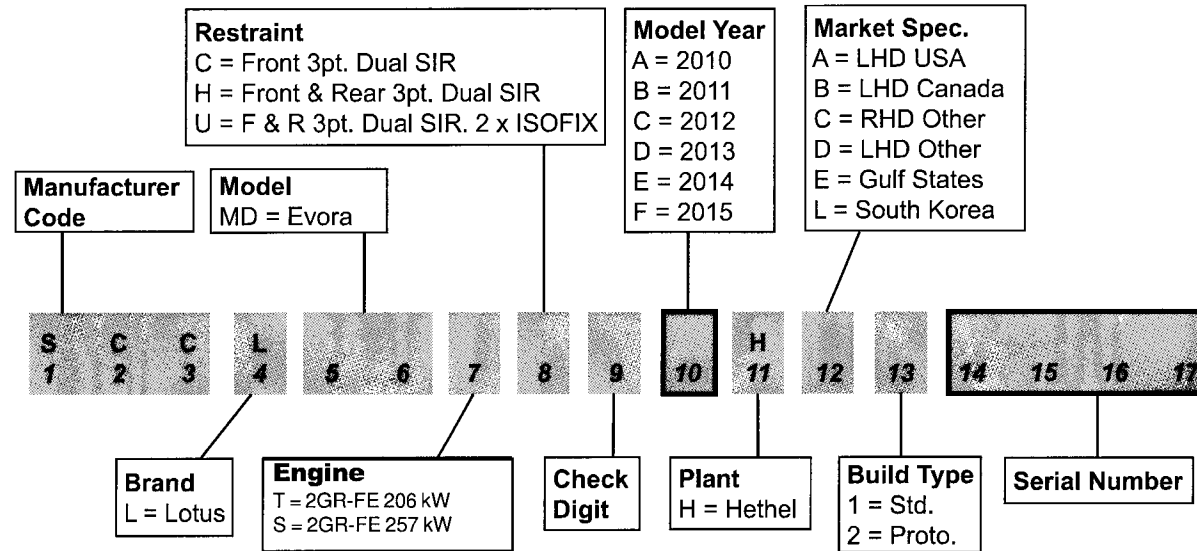 Restraint
C = Front 3pt. Dual SIR
H = Front & Rear 3pt. Dual SIR
U = F & R 3pt. Dual SIR. 2 x ISOFIX
Model Year
A = 2010
B = 2011
C = 2012
D = 2013
E = 2014
F = 2015
Market Spec.
A = LHD USA
B = LHD Canada
C = RHD Other
D = LHD Other
E = Gulf States
L = South Korea
Manufacturer
Code
Model
MD = Evora
S C C L H
1 2 3 4 5 6 7 8 9 10 11 12 13 14 15 16 17
Brand
L = Lotus
Engine
T = 2GR-FE 206 kW
S = 2GR-FE 257 kW
Check
Digit
Plant
H = Hethel
Build Type
1 = Std.
2 = Proto.
Serial Number